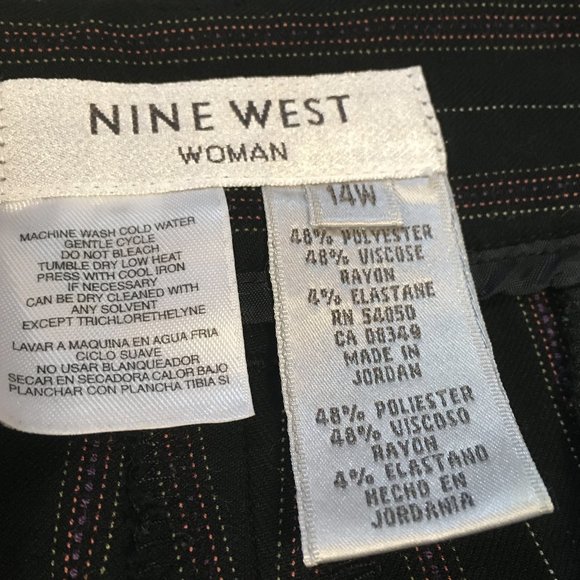 NINE WEST
WOMAN
MACHINE WASH COLD WATER
GENTLE CYCLE
DO NOT BLEACH
TUMBLE DRY LOW HEAT
PRESS WITH COOL IRON
IF NECESSARY
CAN BE DRY CLEANED WITH
ANY SOLVENT
EXCEPT TRICHLORETHELYNE
LAVAR A MAQUINA EN AGUA FRIA
CICLO SUAVE
NO USAR BLANQUEADOR
SECAR EN SECADORA CALOR BAJO
PLANCHAR CON PLANCHA TIBIA SI
14W
48% POLYESTER
48% VISCOSE
RAYON
4% ELASTANE
RN 54050
CA 08349
MADE IN
JORDAN
48% POLIESTER
48% VISCOSO
RAYON
4% ELASTANO
HECHO EN
JORDANIA